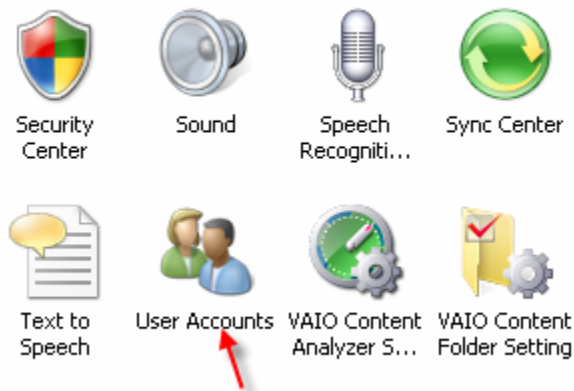 Security
Center
Sound
Speech
Recogniti...
Sync Center
Text to
Speech
User Accounts
VAIO Content
Analyzer S...
VAIO Content
Folder Setting